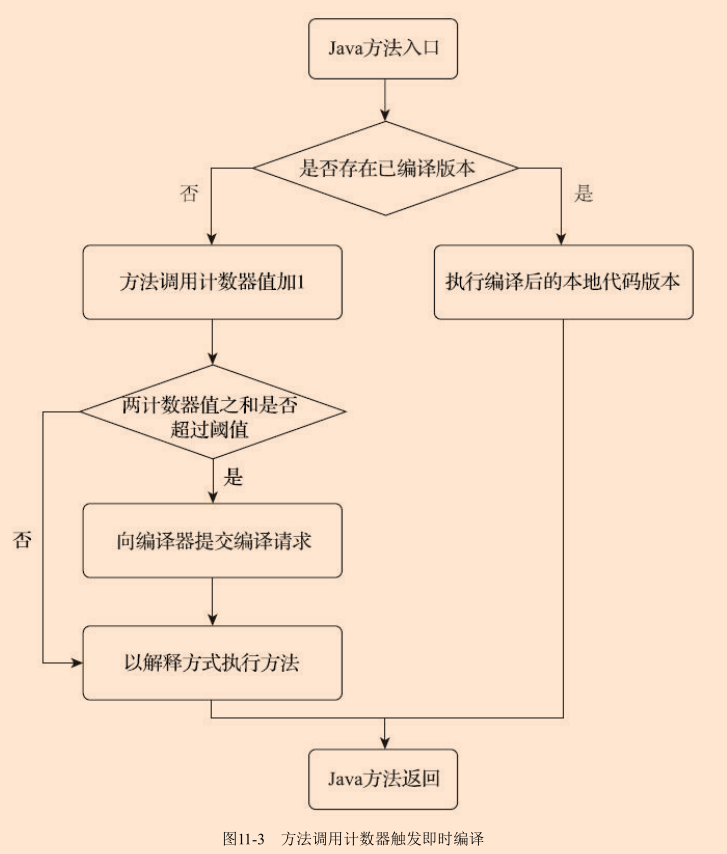 Java方法入口
是否存在已编译版本
否
是
方法调用计数器值加1
执行编译后的本地代码版本
两计数器值之和是否
超过阈值
是
否
向编译器提交编译请求
以解释方式执行方法
Java方法返回
图11-3 方法调用计数器触发即时编译